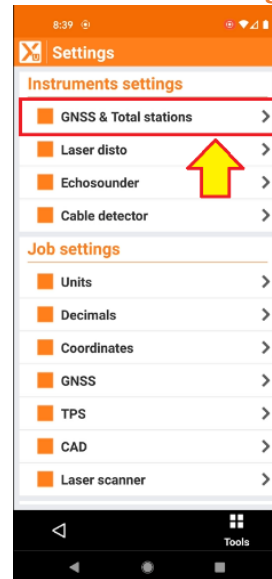 8:39
Settings
Instruments settings
GNSS & Total stations
Laser disto
Echosounder
Cable detector
Job settings
Units
Decimals
Coordinates
GNSS
TPS
CAD
Laser scanner
Tools